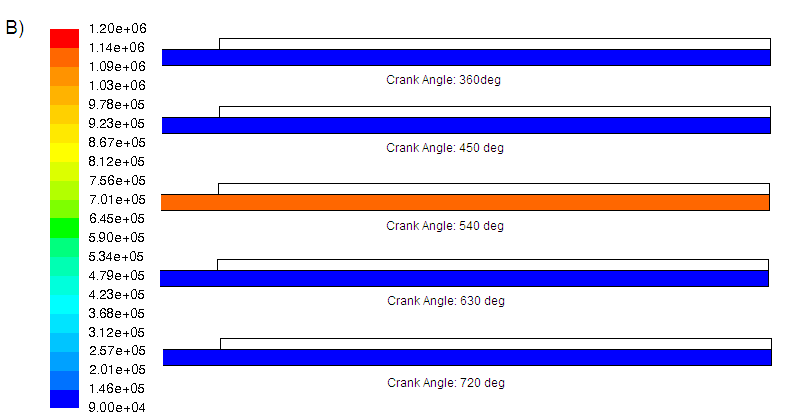 B)
1.20e+06
1.14e+06
1.09e+06
1.03e+06
9.78e+05
9.23e+05
8.67e+05
8.12e+05
7.56e+05
7.01e+05
6.45e+05
5.90e+05
5.34e+05
4.79e+05
4.23e+05
3.68e+05
3.12e+05
2.57e+05
2.01e+05
1.46e+05
9.00e+04
Crank Angle: 360deg
Crank Angle: 450 deg
Crank Angle: 540 deg
Crank Angle: 630 deg
Crank Angle: 720 deg